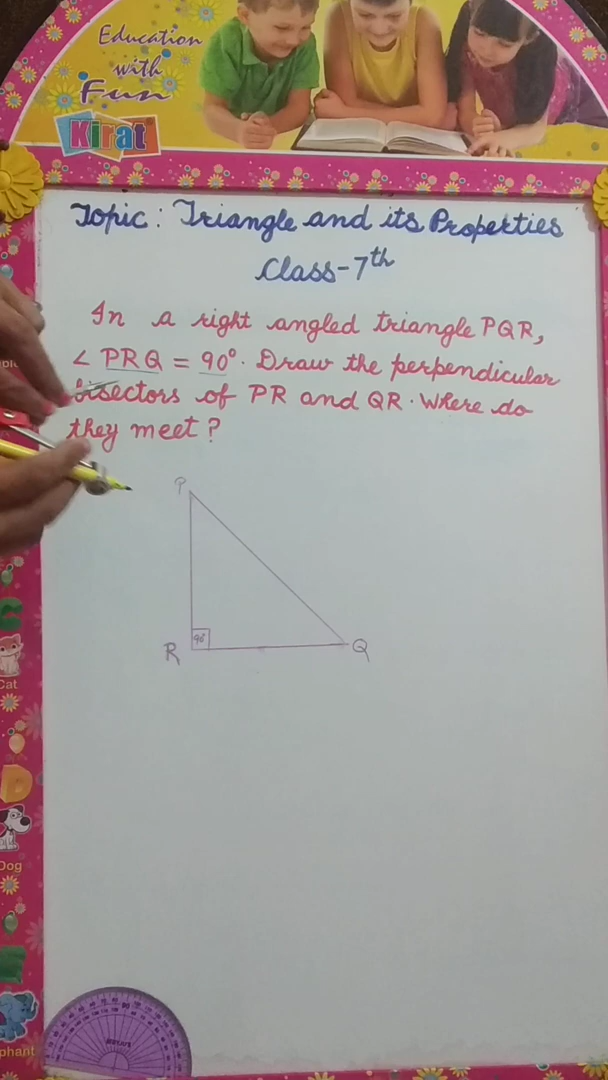 Education
with
Fun
Kirat
Topic: Triangle and its Properties
Class-7th
In a right angled triangle PQR,
∠ PRQ = 90°. Draw the perpendicular
bisectors of PR and QR. Where do
they meet?
P
90°
R
Q
Cat
D
Dog